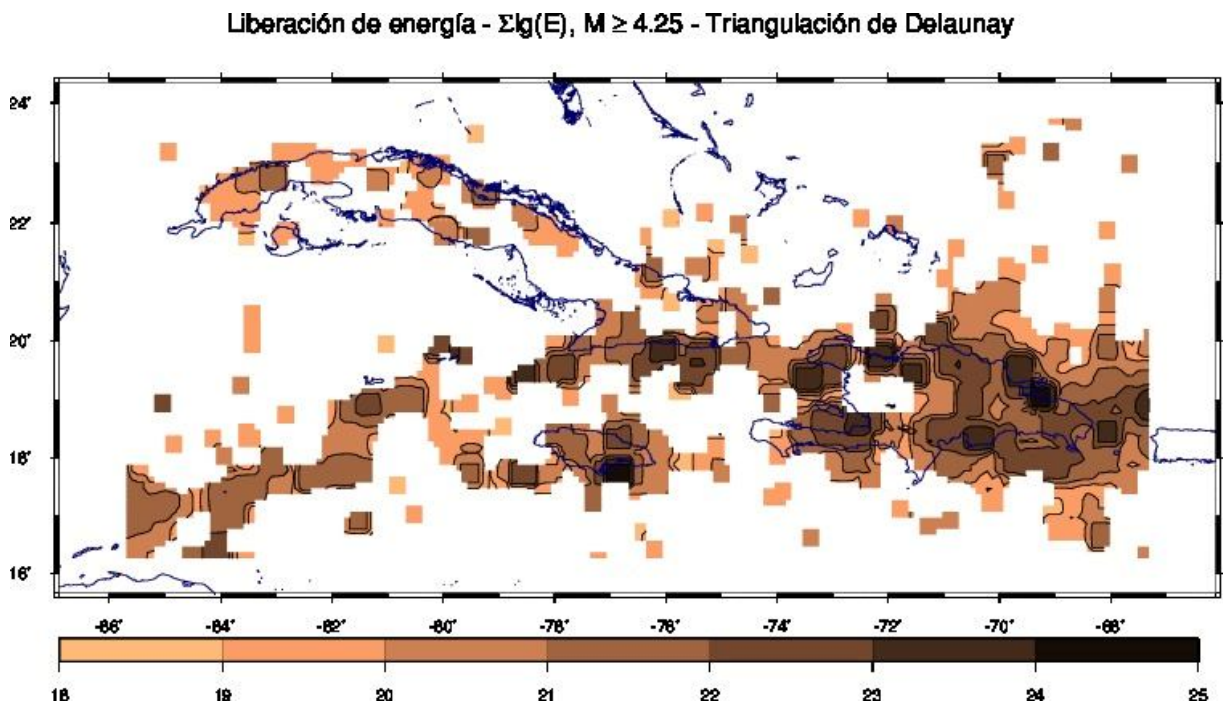 Liberación de energía - Σlg(E), M ≥ 4.25 - Triangulación de Delaunay
24°
22°
20°
18°
16°
-86° -84° -82° -80° -78° -76° -74° -72° -70° -68°
18 19 20 21 22 23 24 25